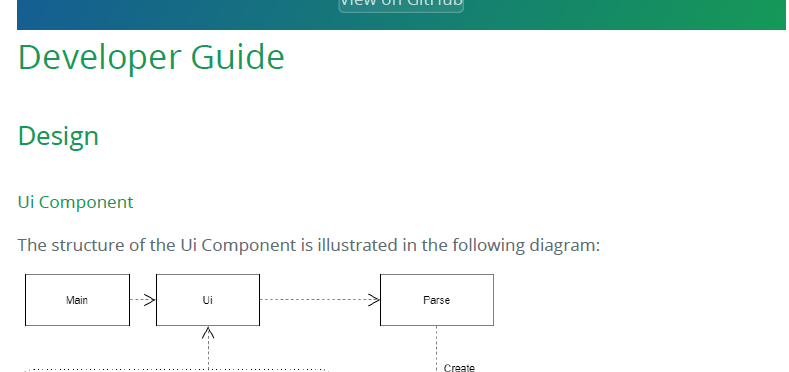 View on GitHub
Developer Guide
Design
Ui Component
The structure of the Ui Component is illustrated in the following diagram:
Main
Ui
Parse
Create